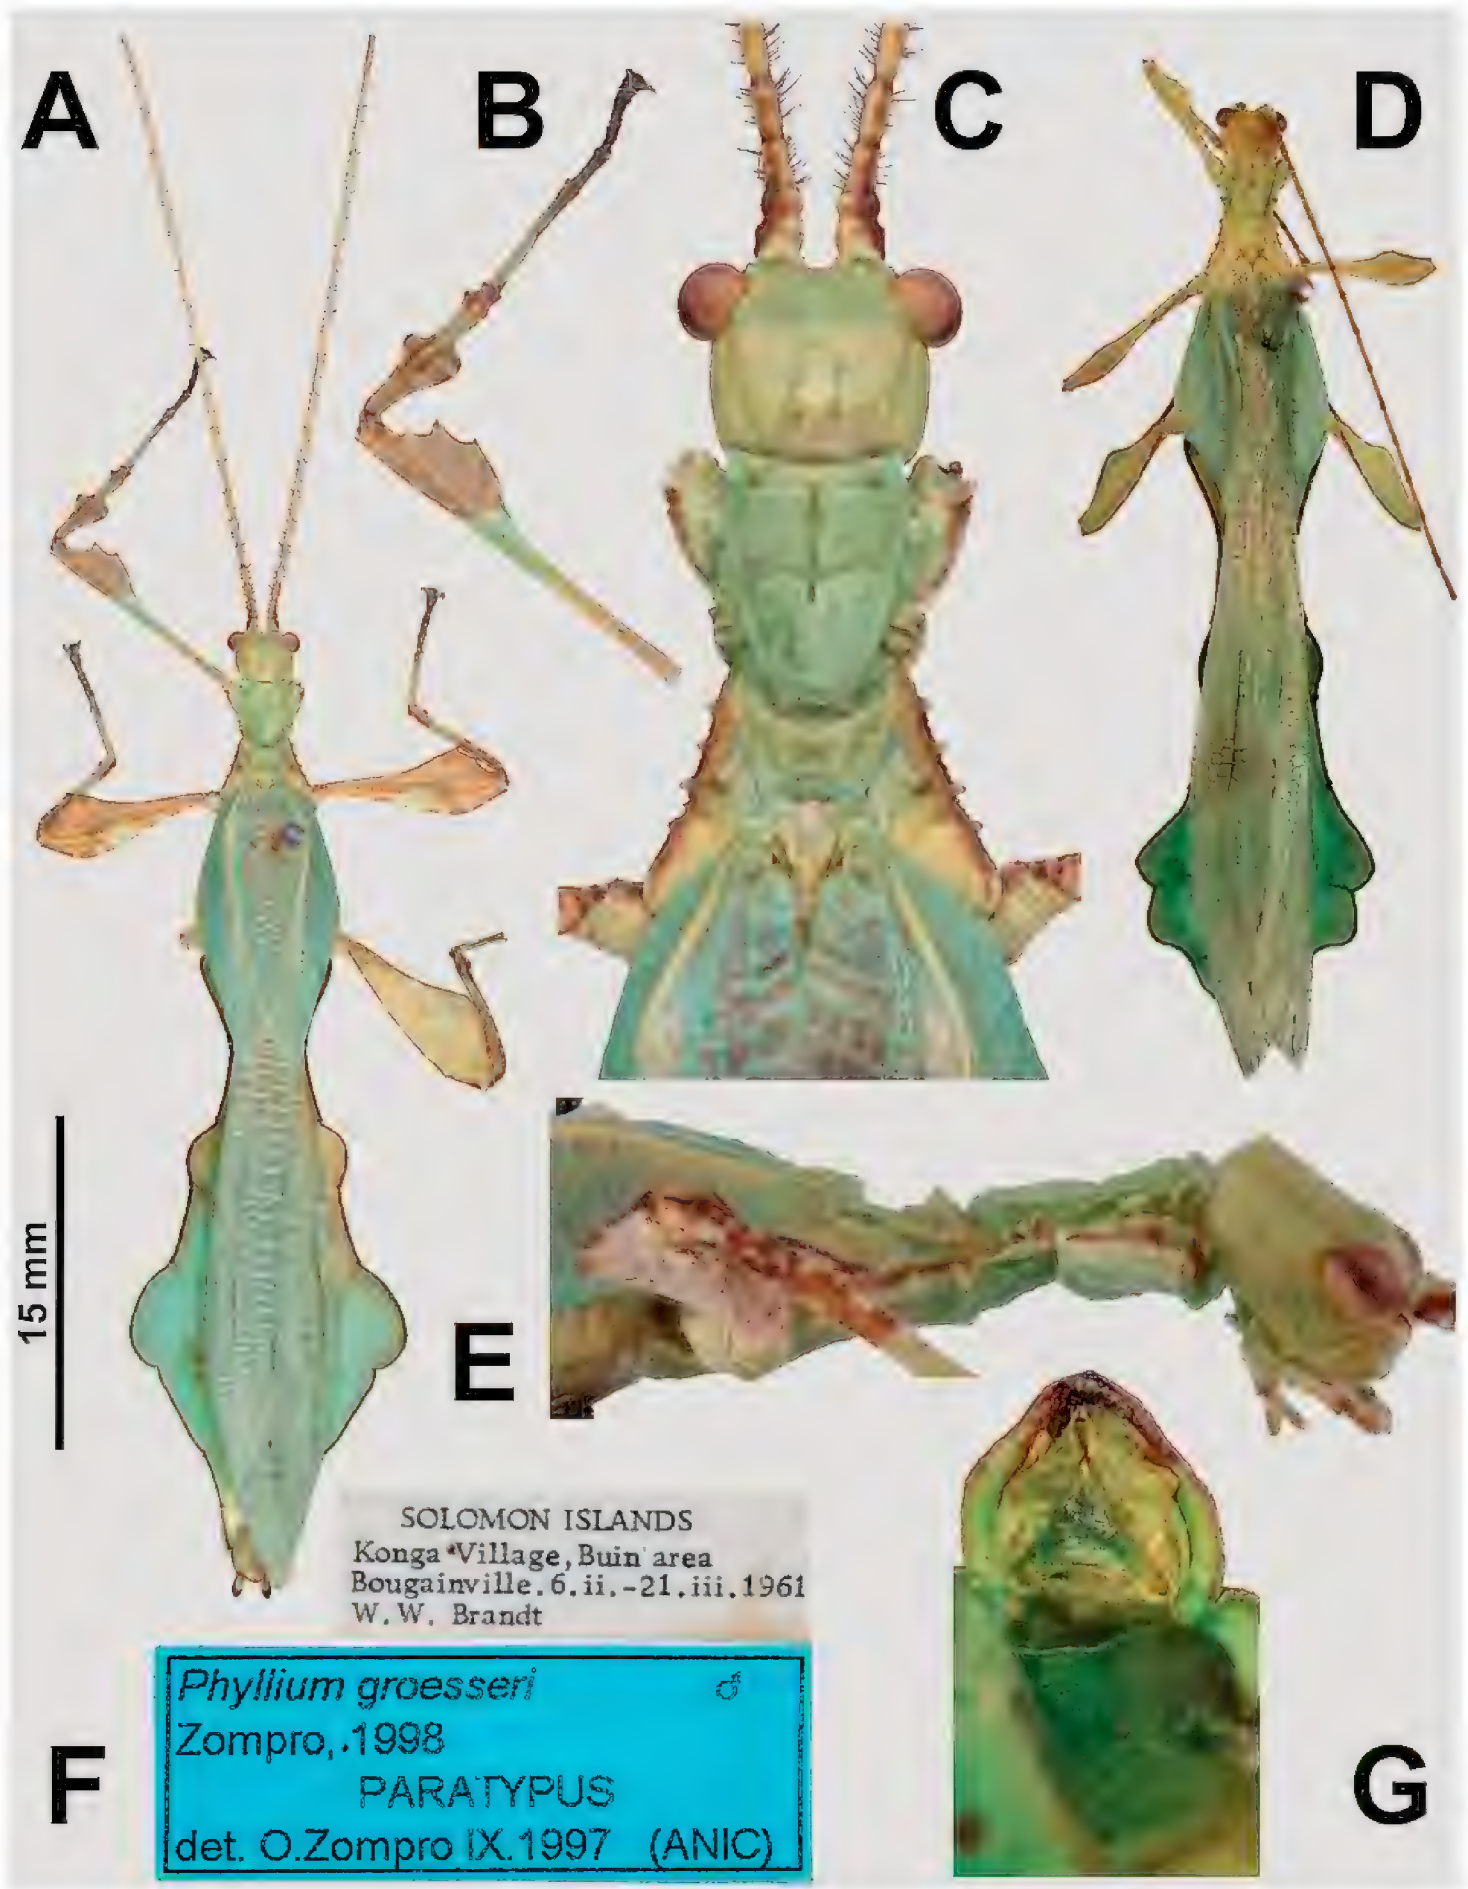 A
B
C
D
15 mm
E
SOLOMON ISLANDS
Konga Village, Buin area
Bougainville. 6. ii. -21. iii. 1961
W. W. Brandt
F
Phyllium groesseri ♂
Zompro, 1998
PARATYPUS
det. O.Zompro IX.1997 (ANIC)
G